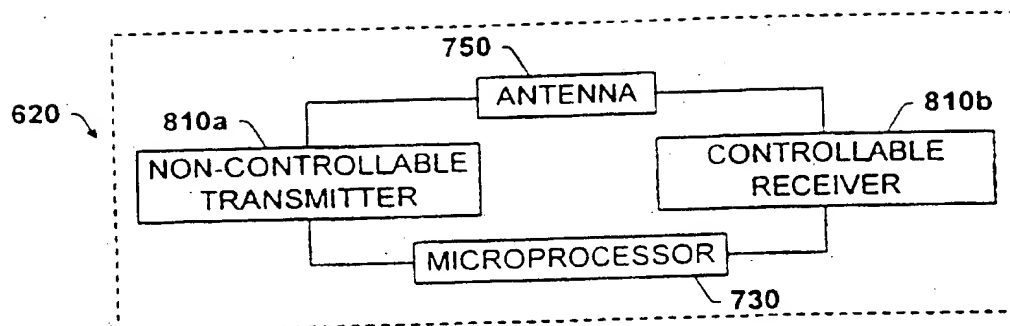 750
ANTENNA
620
810a
810b
NON-CONTROLLABLE
TRANSMITTER
CONTROLLABLE
RECEIVER
MICROPROCESSOR
730